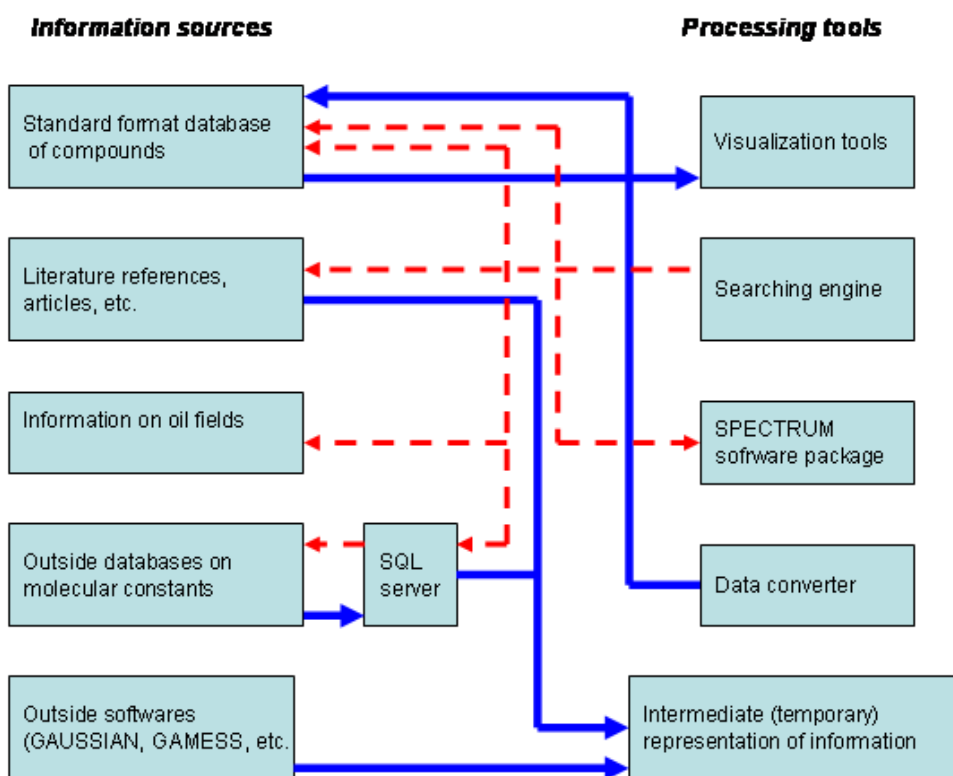 Information sources
Processing tools
Standard format database
of compounds
Visualization tools
Literature references,
articles, etc.
Searching engine
Information on oil fields
SPECTRUM
sofrware package
Outside databases on
molecular constants
SQL
server
Data converter
Outside softwares
(GAUSSIAN, GAMESS, etc.
Intermediate (temporary)
representation of information